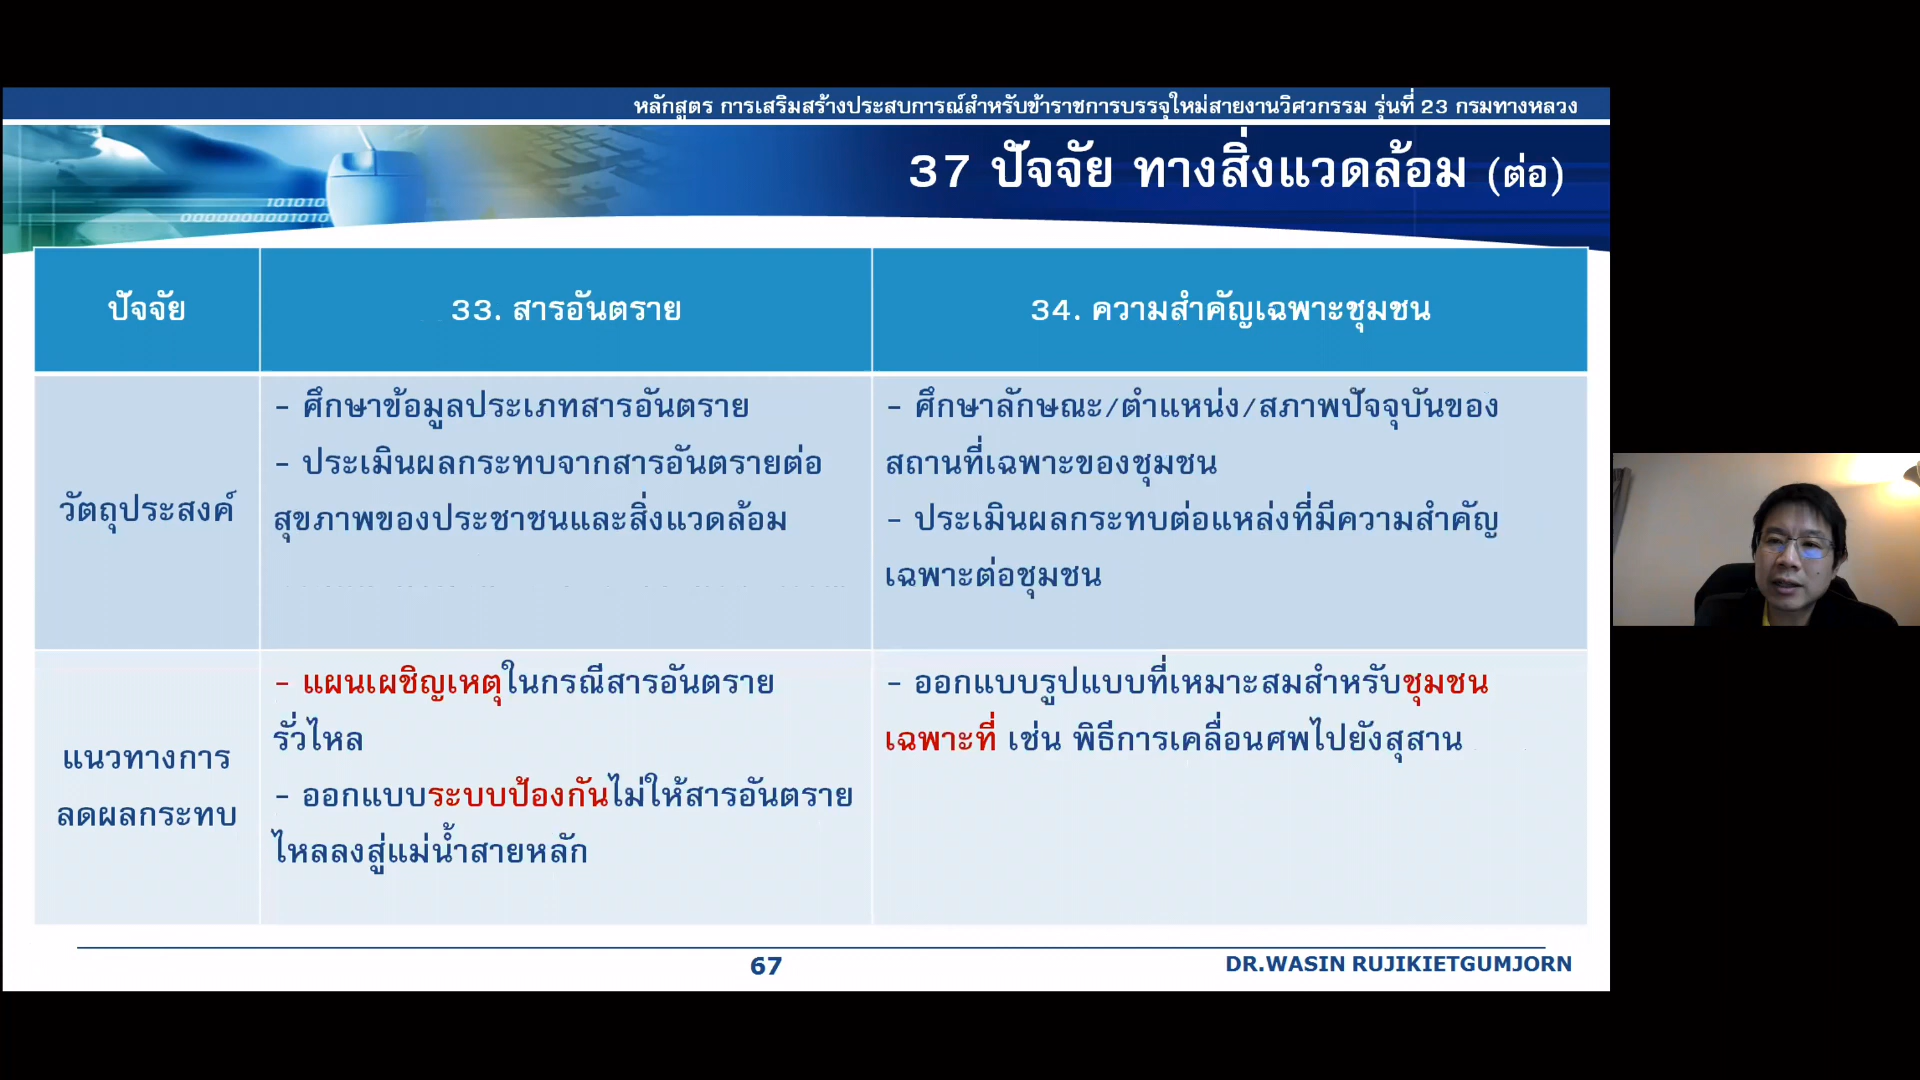 หลักสูตร การเสริมสร้างประสบการณ์สำหรับข้าราชการบรรจุใหม่สายงานวิศวกรรม รุ่นที่ 23 กรมทางหลวง
37 ปัจจัย ทางสิ่งแวดล้อม (ต่อ)
101010
0000000001010
ปัจจัย
33. สารอันตราย
34. ความสำคัญเฉพาะชุมชน
วัตถุประสงค์
- ศึกษาข้อมูลประเภทสารอันตราย
- ประเมินผลกระทบจากสารอันตรายต่อ
สุขภาพของประชาชนและสิ่งแวดล้อม
- ศึกษาลักษณะ/ตำแหน่ง/สภาพปัจจุบันของ
สถานที่เฉพาะของชุมชน
- ประเมินผลกระทบต่อแหล่งที่มีความสำคัญ
เฉพาะต่อชุมชน
แนวทางการ
ลดผลกระทบ
- แผนเผชิญเหตุในกรณีสารอันตราย
รั่วไหล
- ออกแบบระบบป้องกันไม่ให้สารอันตราย
ไหลลงสู่แม่น้ำสายหลัก
- ออกแบบรูปแบบที่เหมาะสมสำหรับชุมชน
เฉพาะที่ เช่น พิธีการเคลื่อนศพไปยังสุสาน
67
DR.WASIN RUJIKIETGUMJORN